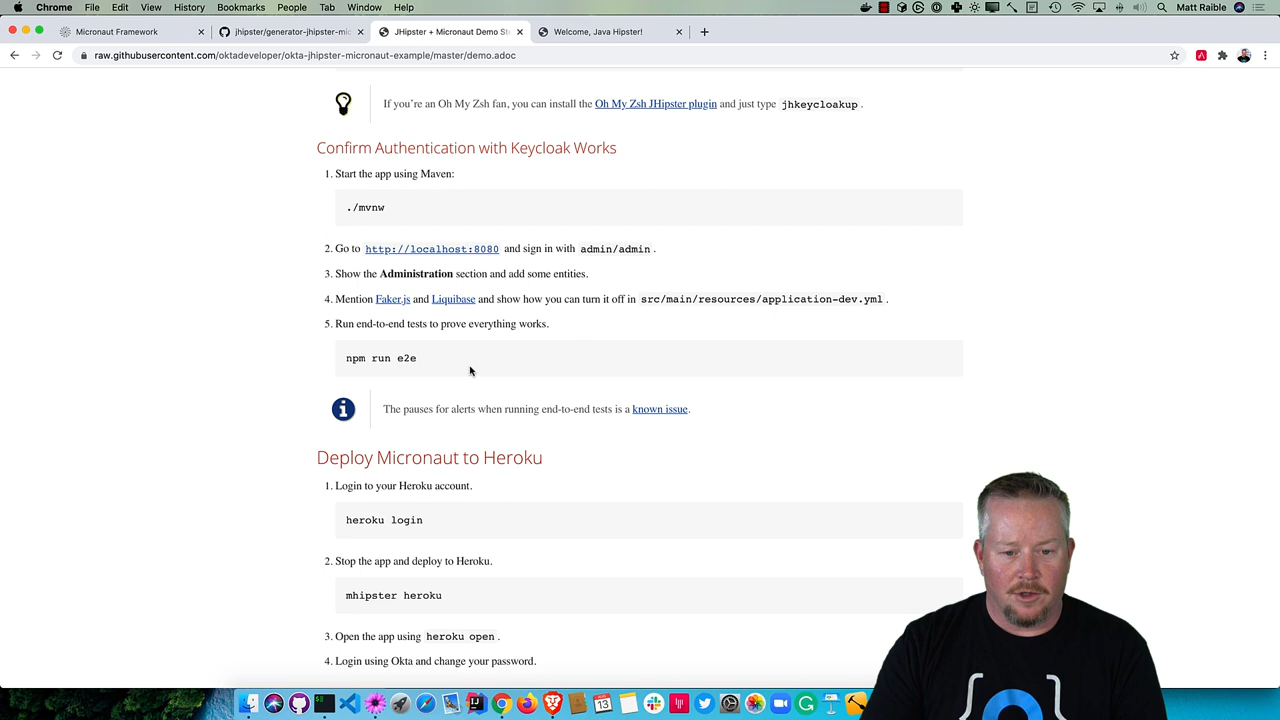 Chrome File Edit View History Bookmarks People Tab Window Help Matt Raible
Micronaut Framework
jhipster/generator-jhipster-mic
JHipster + Micronaut Demo St
Welcome, Java Hipster!
raw.githubusercontent.com/oktadeveloper/okta-jhipster-micronaut-example/master/demo.adoc
If you're an Oh My Zsh fan, you can install the Oh My Zsh JHipster plugin and just type jhkeycloakup.
Confirm Authentication with Keycloak Works
1. Start the app using Maven:
./mvnw
2. Go to http://localhost:8080 and sign in with admin/admin.
3. Show the Administration section and add some entities.
4. Mention Faker.js and Liquibase and show how you can turn it off in src/main/resources/application-dev.yml.
5. Run end-to-end tests to prove everything works.
npm run e2e
The pauses for alerts when running end-to-end tests is a known issue.
Deploy Micronaut to Heroku
1. Login to your Heroku account.
heroku login
2. Stop the app and deploy to Heroku.
mhipster heroku
3. Open the app using heroku open.
4. Login using Okta and change your password.
13